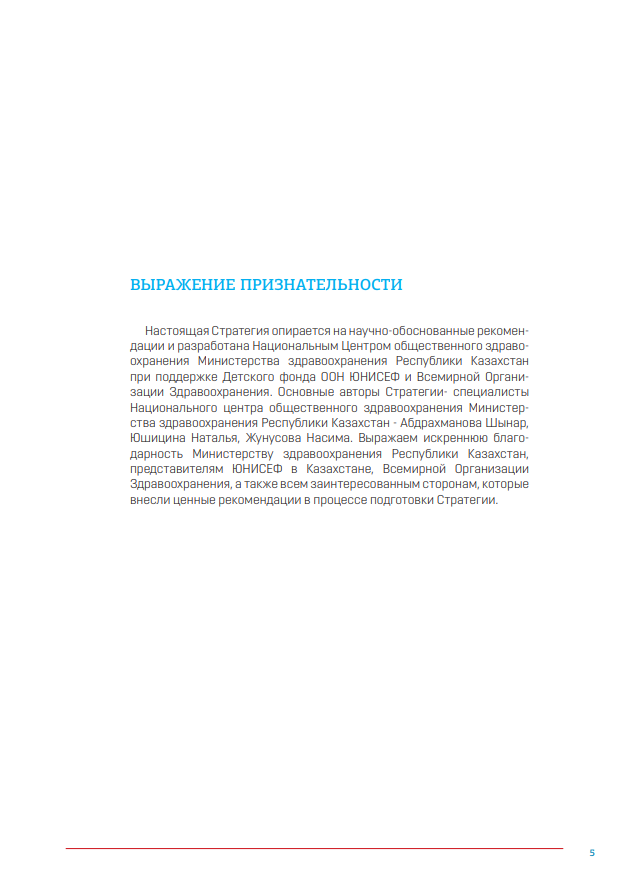 ВЫРАЖЕНИЕ ПРИЗНАТЕЛЬНОСТИ
Настоящая Стратегия опирается на научно-обоснованные рекомен-
дации и разработана Национальным Центром общественного здраво-
охранения Министерства здравоохранения Республики Казахстан
при поддержке Детского фонда ООН ЮНИСЕФ и Всемирной Органи-
зации Здравоохранения. Основные авторы Стратегии- специалисты
Национального центра общественного здравоохранения Министер-
ства здравоохранения Республики Казахстан - Абдрахманова Шынар,
Юшицина Наталья, Жунусова Насима. Выражаем искреннюю благо-
дарность Министерству здравоохранения Республики Казахстан,
представителям ЮНИСЕФ в Казахстане, Всемирной Организации
Здравоохранения, а также всем заинтересованным сторонам, которые
внесли ценные рекомендации в процессе подготовки Стратегии.
5